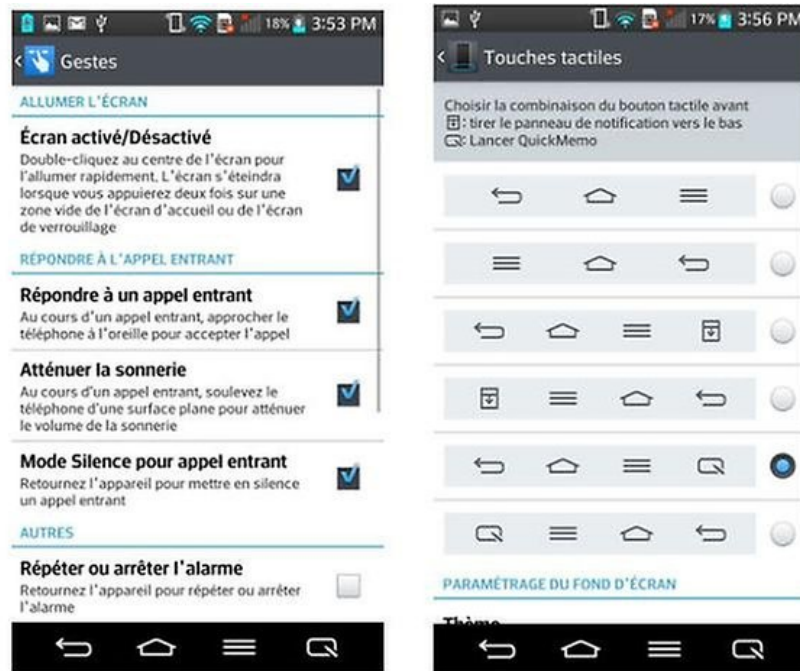 18% 3:53 PM
Gestes
ALLUMER L'ÉCRAN
Écran activé/Désactivé
Double-cliquez au centre de l'écran pour
l'allumer rapidement. L'écran s'éteindra
lorsque vous appuierez deux fois sur une
zone vide de l'écran d'accueil ou de l'écran
de verrouillage
RÉPONDRE À L'APPEL ENTRANT
Répondre à un appel entrant
Au cours d'un appel entrant, approcher le
téléphone à l'oreille pour accepter l'appel
Atténuer la sonnerie
Au cours d'un appel entrant, soulevez le
téléphone d'une surface plane pour atténuer
le volume de la sonnerie
Mode Silence pour appel entrant
Retournez l'appareil pour mettre en silence
un appel entrant
AUTRES
Répéter ou arrêter l'alarme
Retournez l'appareil pour répéter ou arrêter
l'alarme
17% 3:56 PM
Touches tactiles
Choisir la combinaison du bouton tactile avant
: tirer le panneau de notification vers le bas
: Lancer QuickMemo
PARAMÉTRAGE DU FOND D'ÉCRAN
Thème